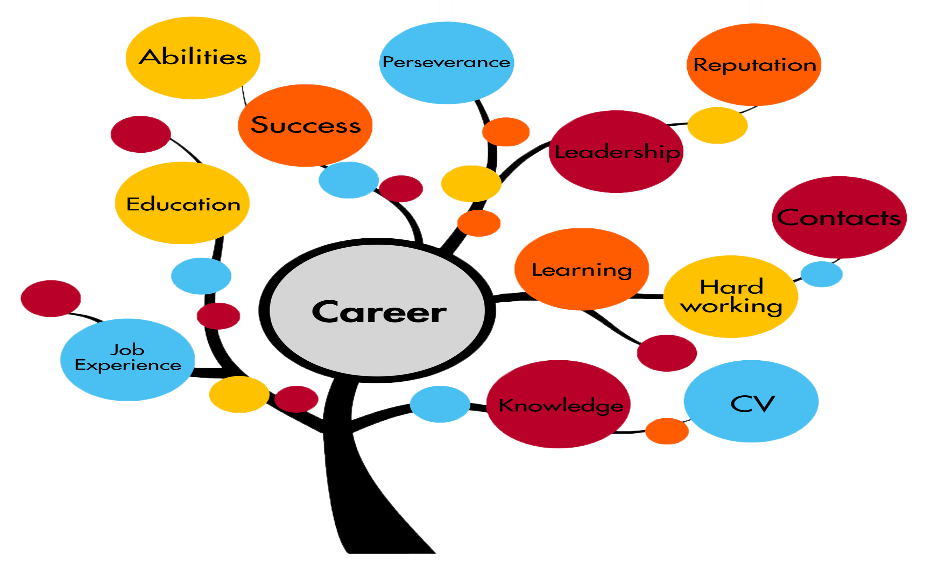 Abilities
Perseverance
Reputation
Success
Leadership
Education
Contacts
Learning
Hard
working
Career
Job
Experience
Knowledge
CV